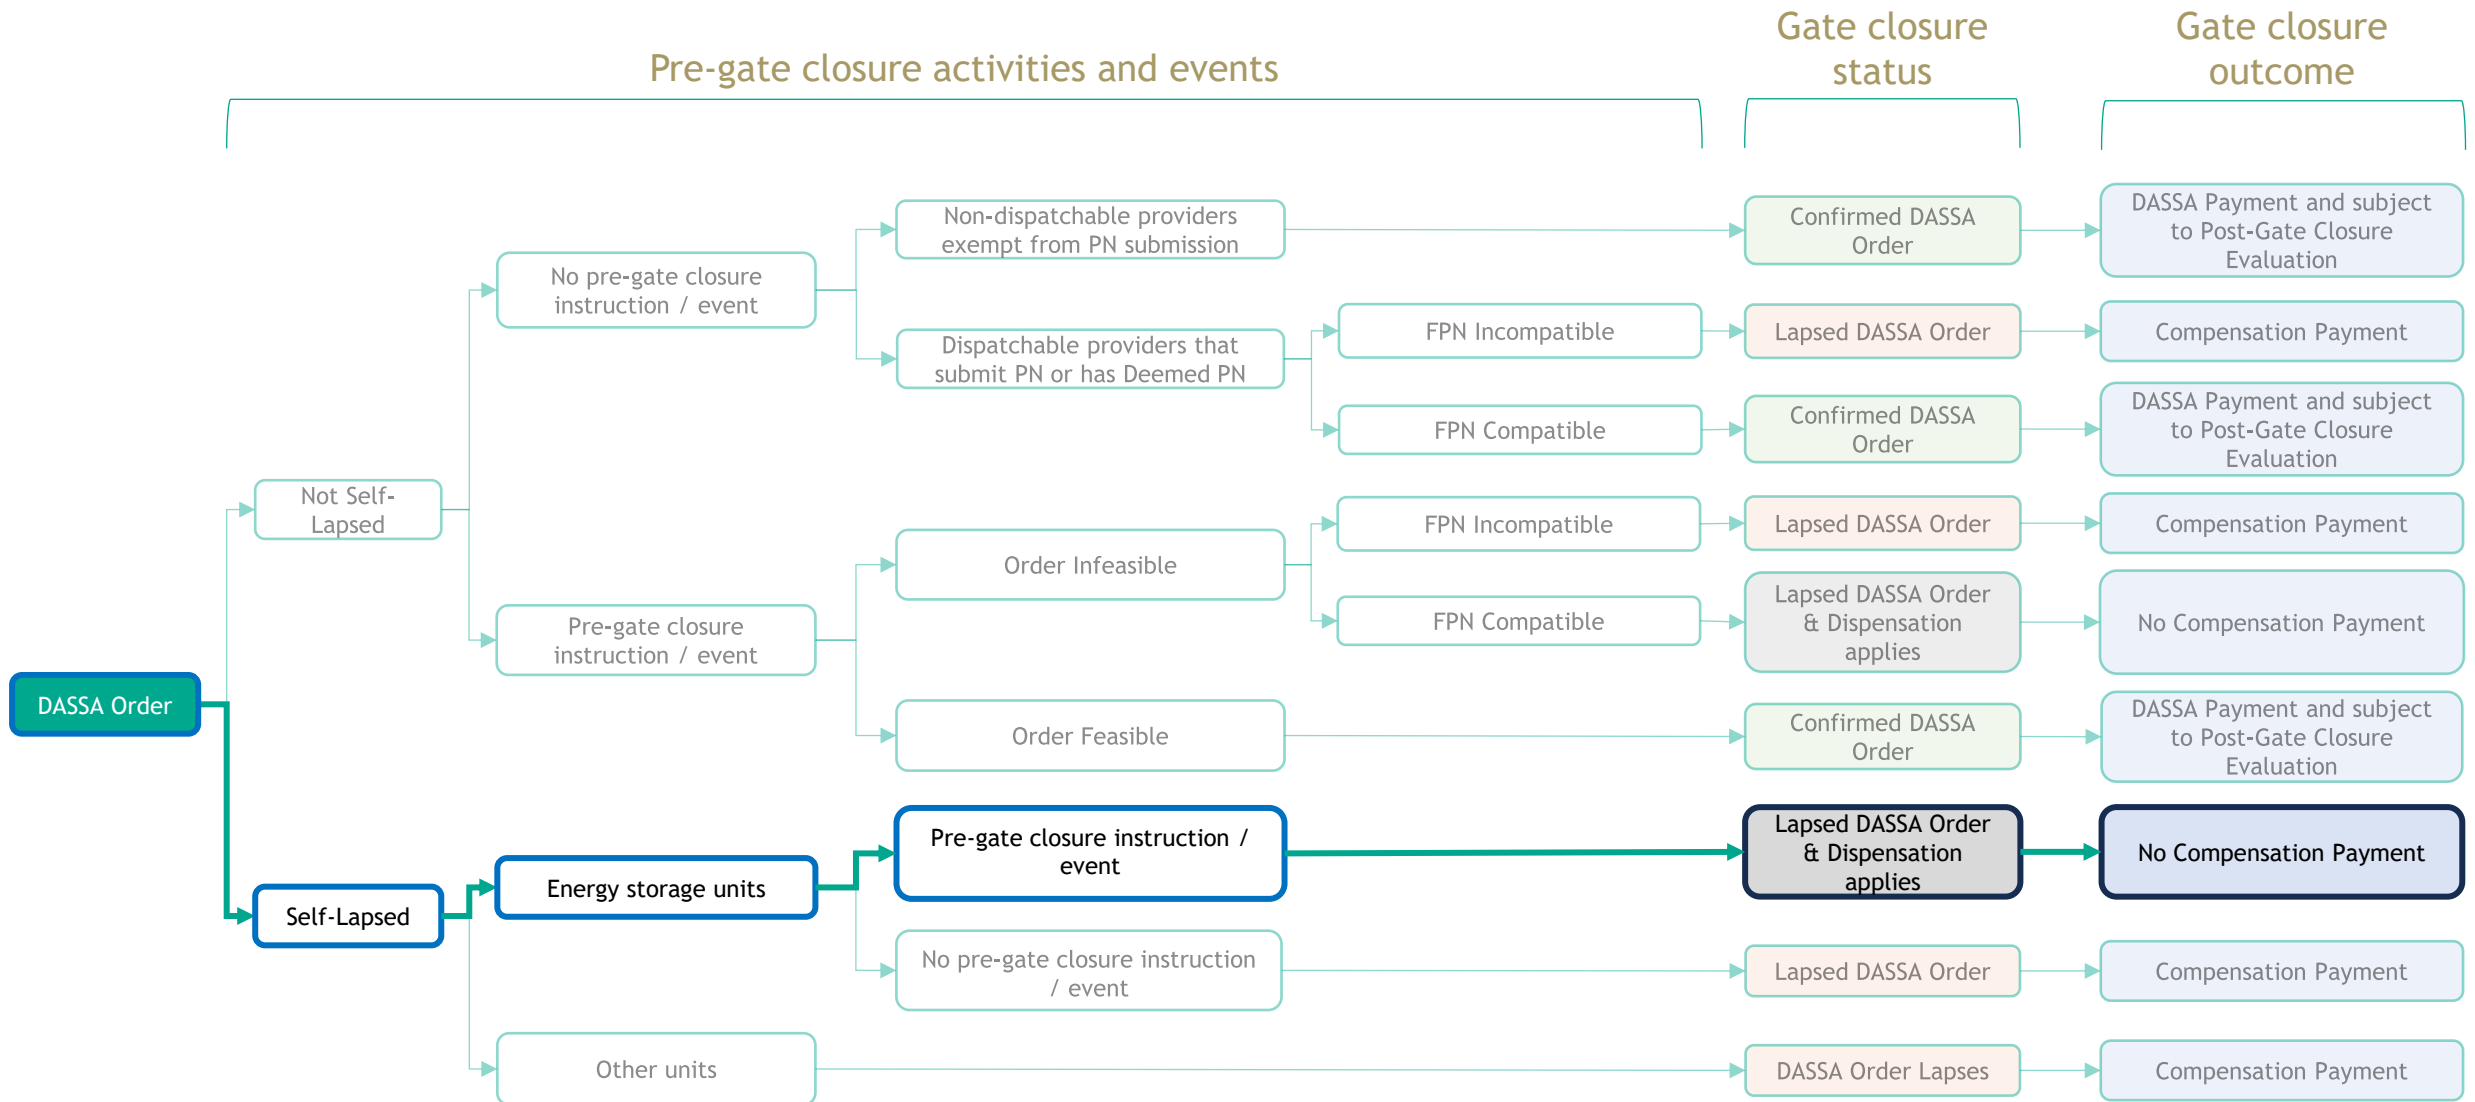 Pre-gate closure activities and events
Gate closure
status
Gate closure
outcome
Non-dispatchable providers
exempt from PN submission
Confirmed DASSA
Order
DASSA Payment and subject
to Post-Gate Closure
Evaluation
No pre-gate closure
instruction / event
Dispatchable providers that
submit PN or has Deemed PN
FPN Incompatible
Lapsed DASSA Order
Compensation Payment
FPN Compatible
Confirmed DASSA
Order
DASSA Payment and subject
to Post-Gate Closure
Evaluation
Not Self-
Lapsed
Pre-gate closure
instruction / event
Order Infeasible
FPN Incompatible
Lapsed DASSA Order
Compensation Payment
FPN Compatible
Lapsed DASSA Order
& Dispensation
applies
No Compensation Payment
Order Feasible
Confirmed DASSA
Order
DASSA Payment and subject
to Post-Gate Closure
Evaluation
DASSA Order
Self-Lapsed
Energy storage units
Pre-gate closure instruction /
event
Lapsed DASSA Order
& Dispensation
applies
No Compensation Payment
No pre-gate closure instruction
/ event
Lapsed DASSA Order
Compensation Payment
Other units
DASSA Order Lapses
Compensation Payment